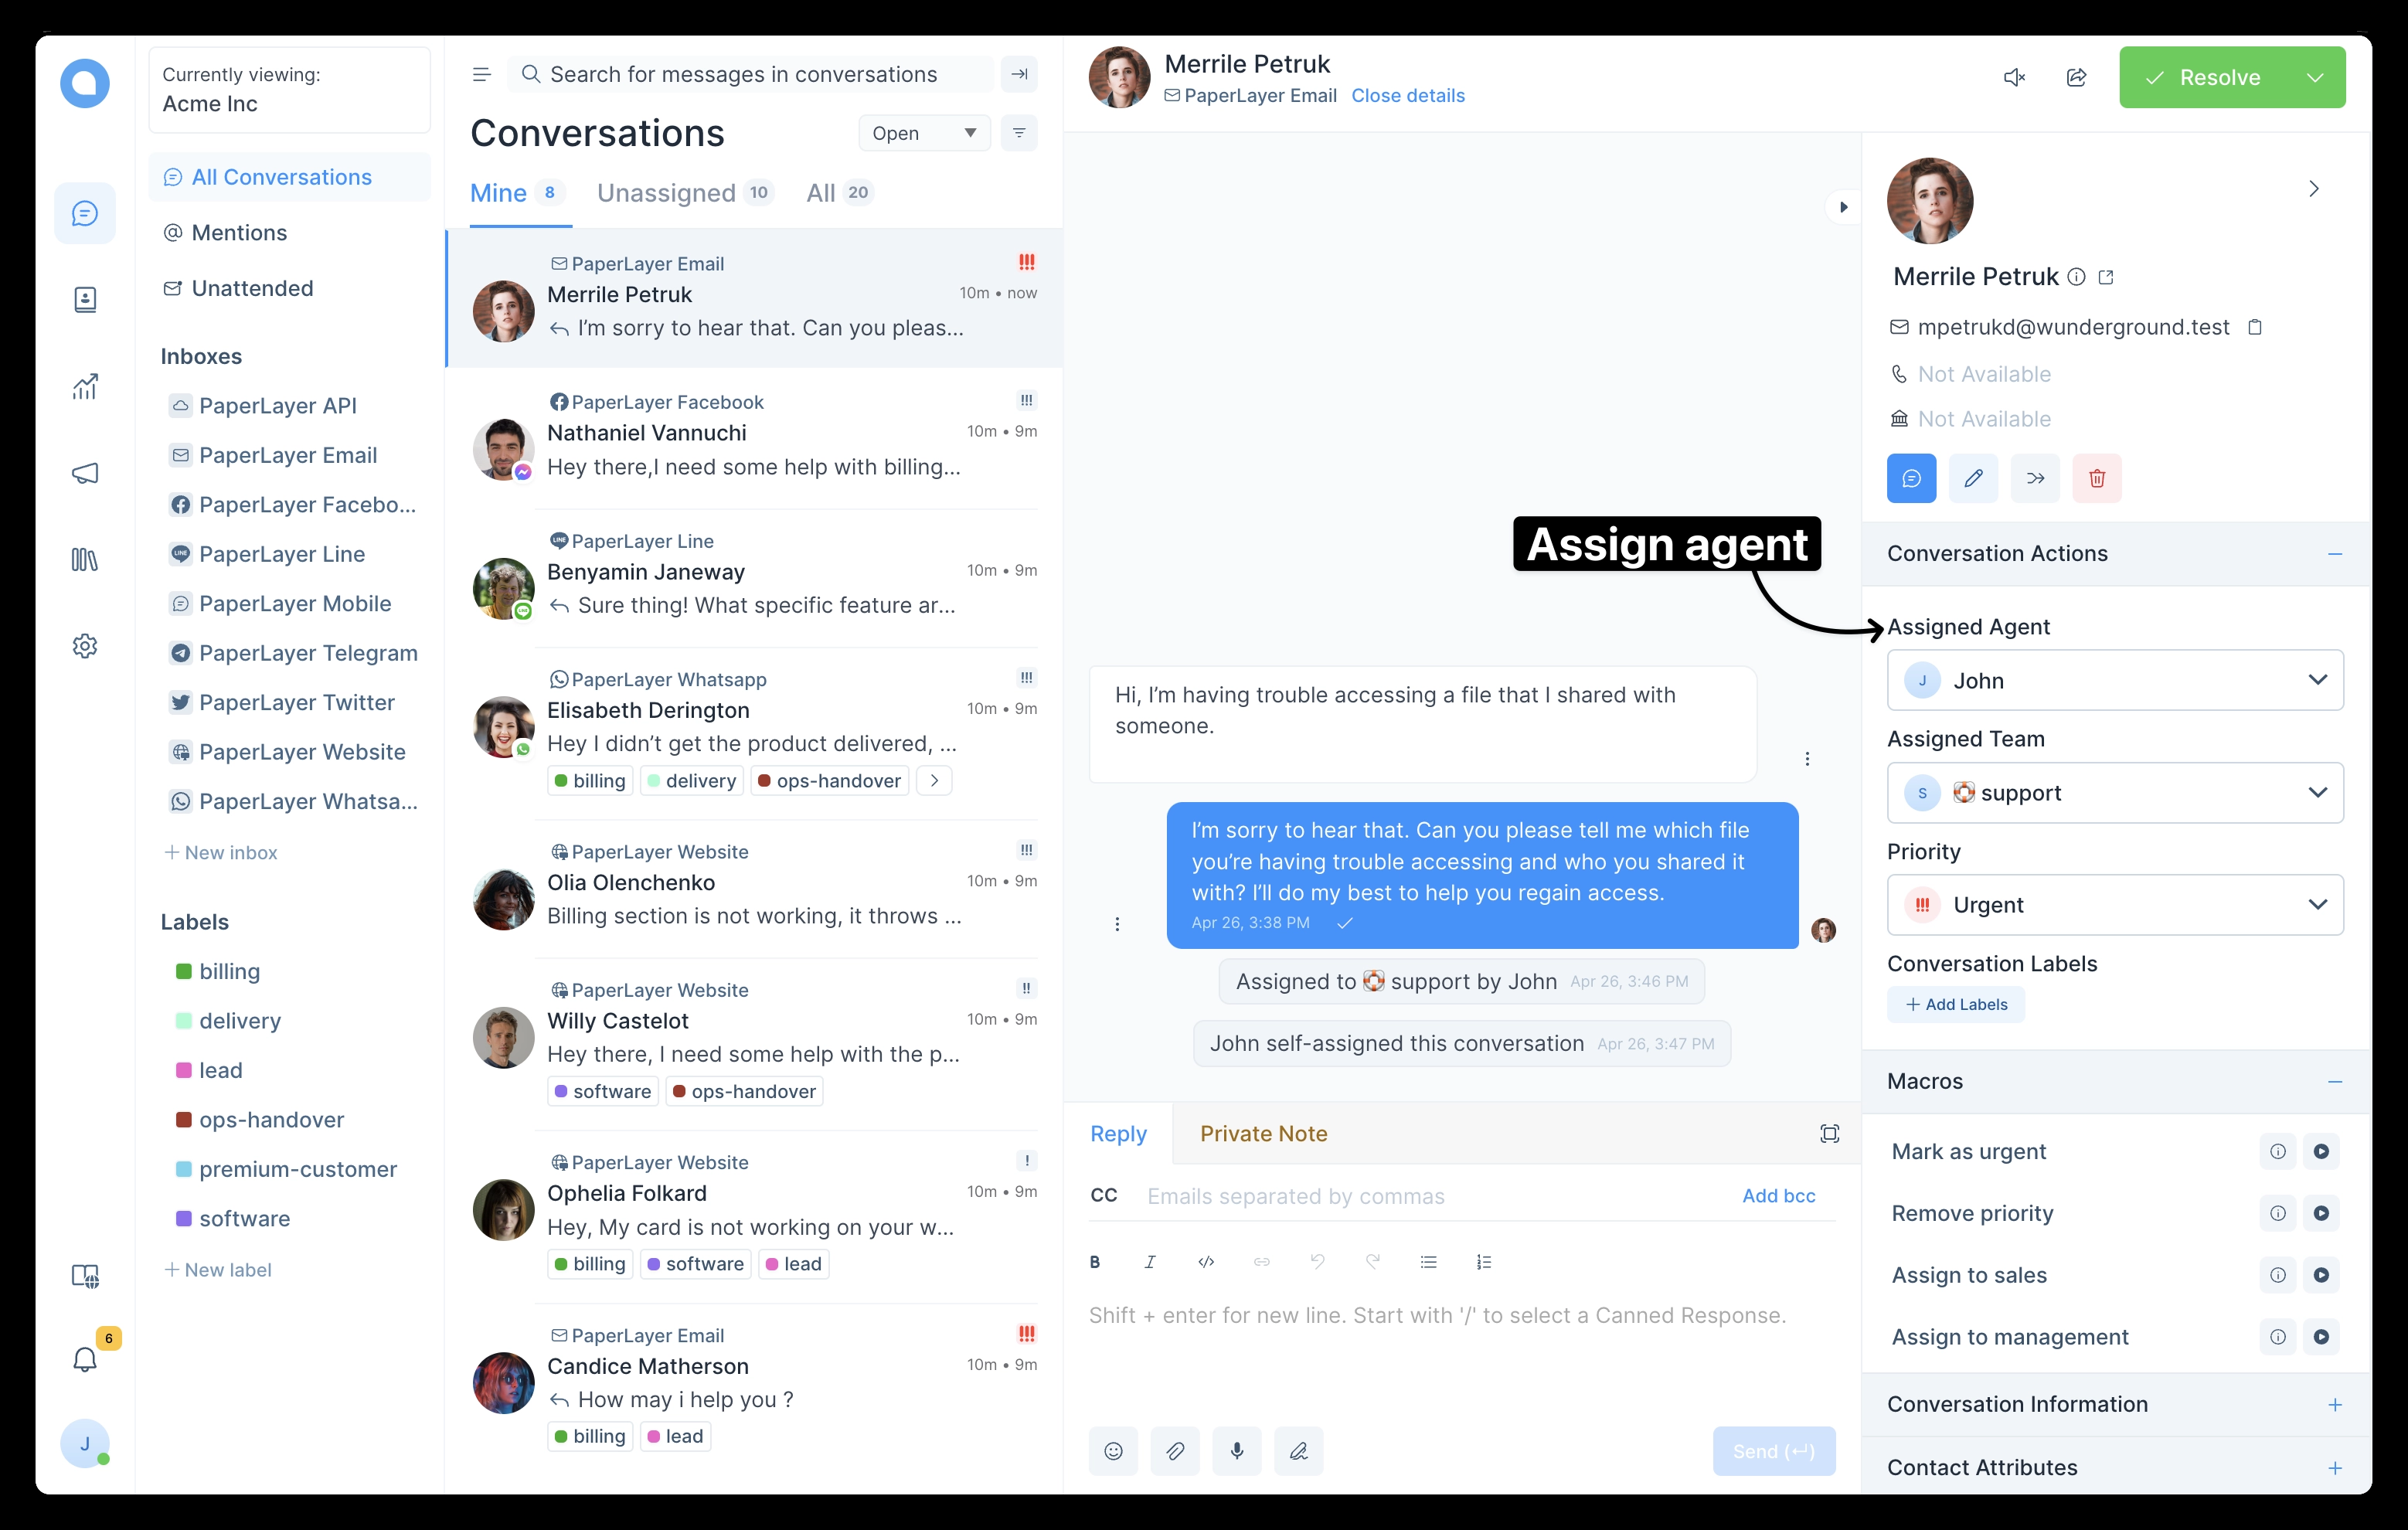 Currently viewing:
Acme Inc
All Conversations
Mentions
Unattended
Inboxes
PaperLayer API
PaperLayer Email
PaperLayer Facebo...
PaperLayer Line
PaperLayer Mobile
PaperLayer Telegram
PaperLayer Twitter
PaperLayer Website
PaperLayer Whatsa...
+ New inbox
Labels
billing
delivery
lead
ops-handover
premium-customer
software
+ New label
6
J
Search for messages in conversations
Conversations
Open
Mine 8 Unassigned 10 All 20
PaperLayer Email
Merrile Petruk 10m • now
I'm sorry to hear that. Can you pleas...
PaperLayer Facebook
Nathaniel Vannuchi 10m • 9m
Hey there,I need some help with billing...
PaperLayer Line
Benyamin Janeway 10m • 9m
Sure thing! What specific feature ar...
PaperLayer Whatsapp
Elisabeth Derington 10m • 9m
Hey I didn't get the product delivered, ...
billing delivery ops-handover
PaperLayer Website
Olia Olenchenko 10m • 9m
Billing section is not working, it throws ...
PaperLayer Website
Willy Castelot 10m • 9m
Hey there, I need some help with the p...
software ops-handover
PaperLayer Website
Ophelia Folkard 10m • 9m
Hey, My card is not working on your w...
billing software lead
PaperLayer Email
Candice Matherson 10m • 9m
How may i help you ?
billing lead
Merrile Petruk
PaperLayer Email Close details
Resolve
Assign agent
Hi, I'm having trouble accessing a file that I shared with
someone.
I'm sorry to hear that. Can you please tell me which file
you're having trouble accessing and who you shared it
with? I'll do my best to help you regain access.
Apr 26, 3:38 PM
Assigned to support by John Apr 26, 3:46 PM
John self-assigned this conversation Apr 26, 3:47 PM
Reply Private Note
CC Emails separated by commas Add bcc
B I </>
Shift + enter for new line. Start with '/' to select a Canned Response.
Send (↵)
Merrile Petruk
mpetrukd@wunderground.test
Not Available
Not Available
Conversation Actions
Assigned Agent
J John
Assigned Team
S support
Priority
!!! Urgent
Conversation Labels
+ Add Labels
Macros
Mark as urgent
Remove priority
Assign to sales
Assign to management
Conversation Information
Contact Attributes